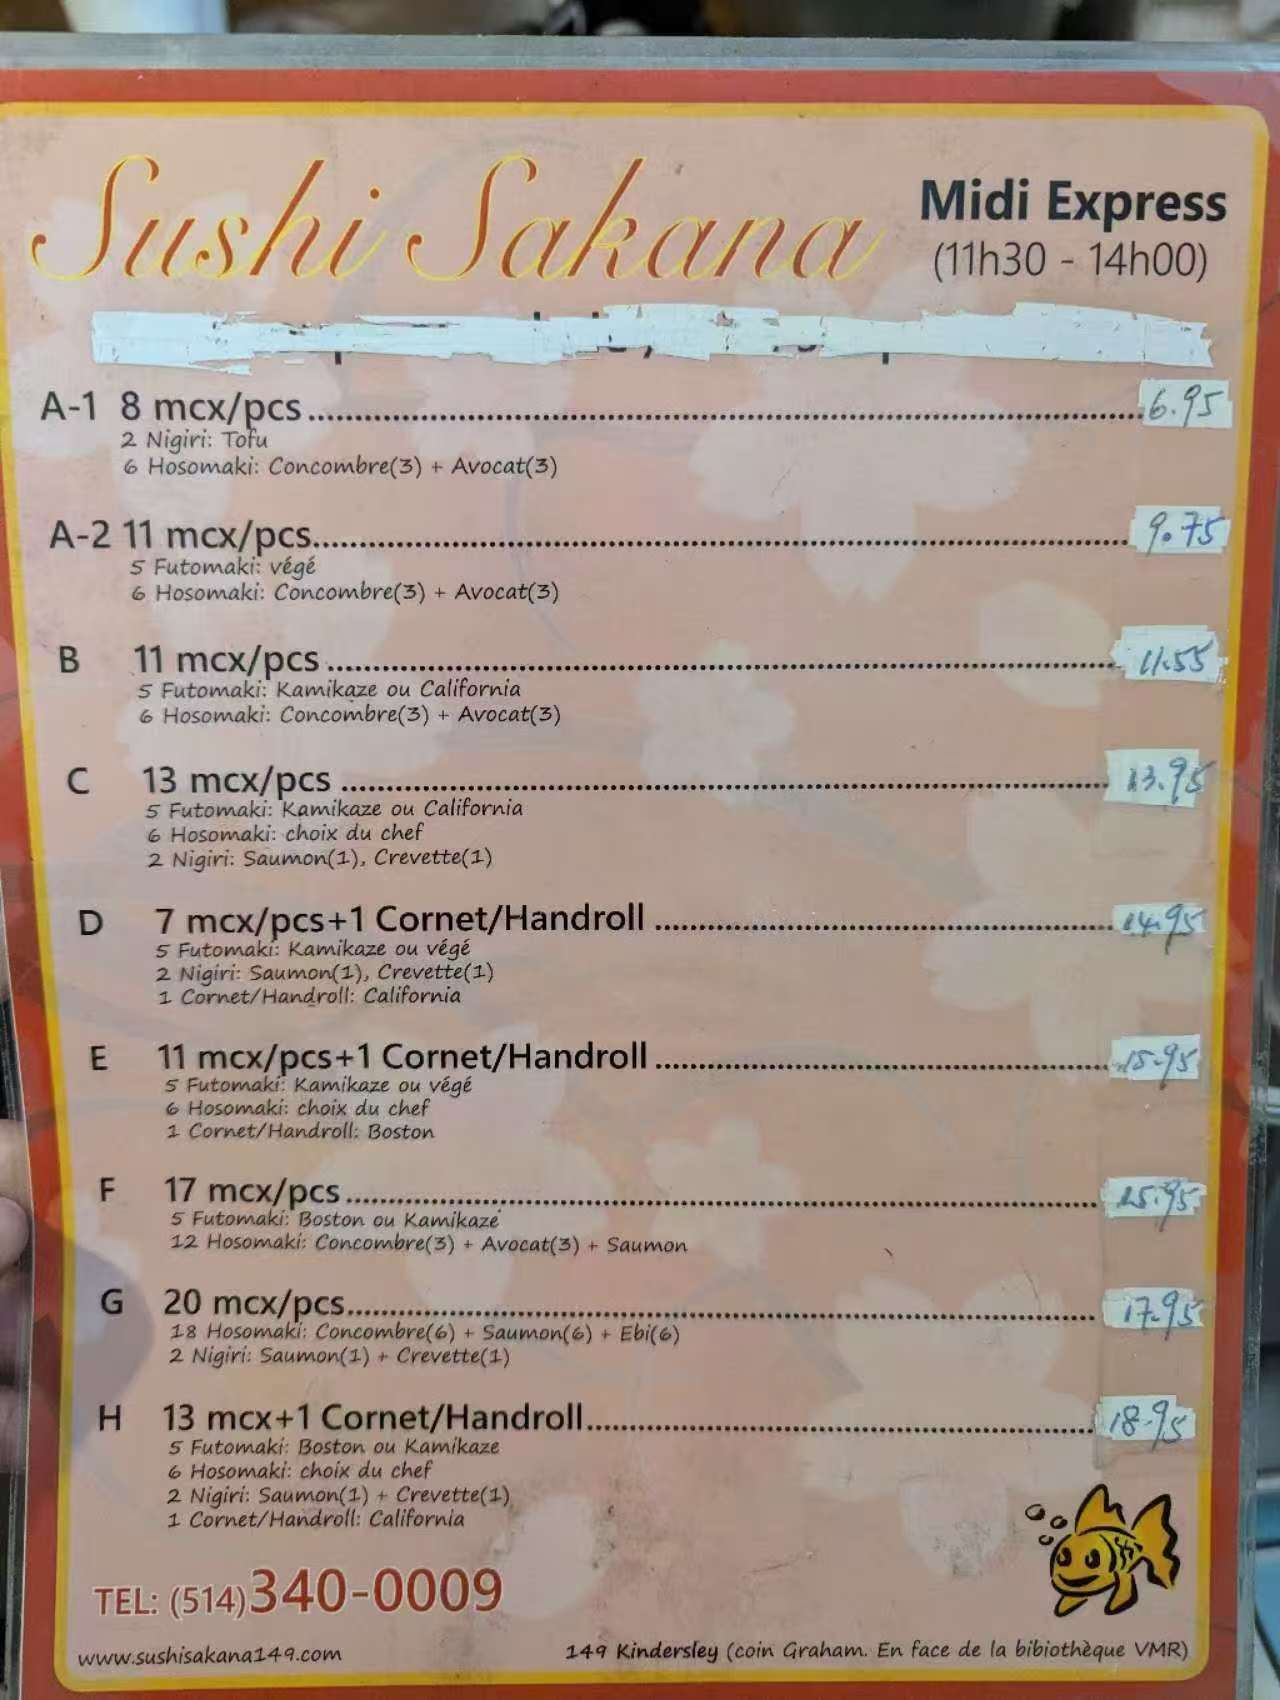 Sushi Sakana
Midi Express
(11h30 - 14h00)
A-1 8 mcx/pcs........................6.95
2 Nigiri: Tofu
6 Hosomaki: Concombre(3) + Avocat(3)
A-2 11 mcx/pcs........................9.75
5 Futomaki: végé
6 Hosomaki: Concombre(3) + Avocat(3)
B 11 mcx/pcs........................11.55
5 Futomaki: Kamikaze ou California
6 Hosomaki: Concombre(3) + Avocat(3)
C 13 mcx/pcs........................13.95
5 Futomaki: Kamikaze ou California
6 Hosomaki: choix du chef
2 Nigiri: Saumon(1), Crevette(1)
D 7 mcx/pcs+1 Cornet/Handroll........................14.95
5 Futomaki: Kamikaze ou végé
2 Nigiri: Saumon(1), Crevette(1)
1 Cornet/Handroll: California
E 11 mcx/pcs+1 Cornet/Handroll........................15.95
5 Futomaki: Kamikaze ou végé
6 Hosomaki: choix du chef
1 Cornet/Handroll: Boston
F 17 mcx/pcs........................15.95
5 Futomaki: Boston ou Kamikaze
12 Hosomaki: Concombre(3) + Avocat(3) + Saumon
G 20 mcx/pcs........................17.95
18 Hosomaki: Concombre(6) + Saumon(6) + Ebi(6)
2 Nigiri: Saumon(1) + Crevette(1)
H 13 mcx+1 Cornet/Handroll........................18.95
5 Futomaki: Boston ou Kamikaze
6 Hosomaki: choix du chef
2 Nigiri: Saumon(1) + Crevette(1)
1 Cornet/Handroll: California
TEL: (514)340-0009
www.sushisakana149.com
149 Kindersley (coin Graham. En face de la bibiothèque VMR)